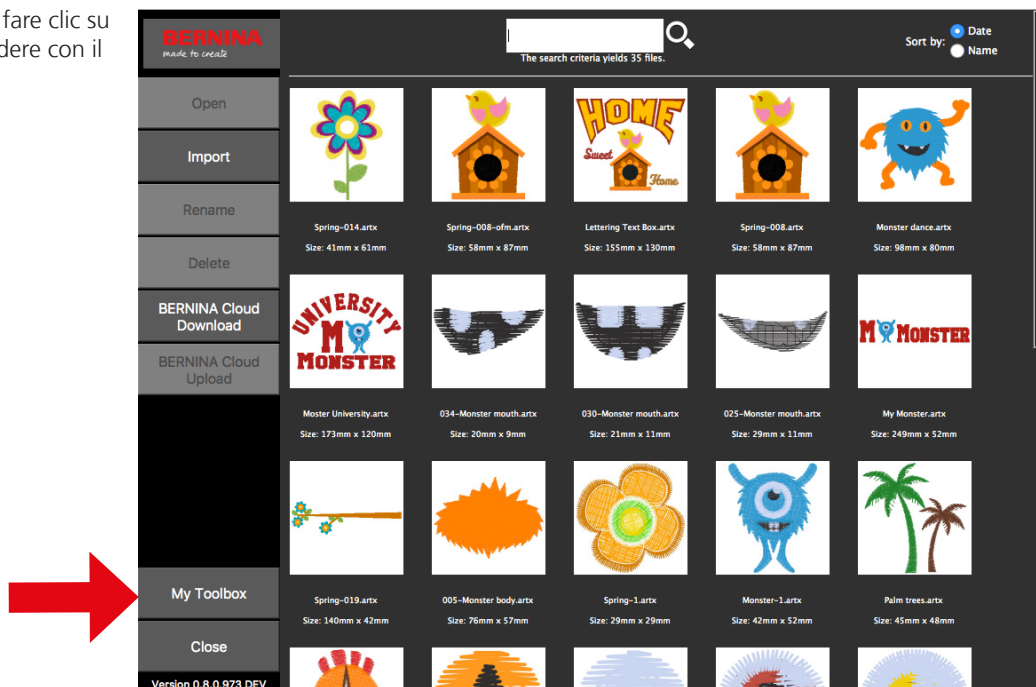 fare clic su
dere con il
BERNINA
made to create
The search criteria yields 35 files.
Sort by:
Date
Name
Open
Import
Rename
Delete
BERNINA Cloud
Download
BERNINA Cloud
Upload
My Toolbox
Close
Version 0.8.0.973 DEV
HOME
Sweet
Home
Spring-014.artx
Size: 41mm x 61mm
Spring-008-ofm.artx
Size: 58mm x 87mm
Lettering Text Box.artx
Size: 155mm x 130mm
Spring-008.artx
Size: 58mm x 87mm
Monster dance.artx
Size: 98mm x 80mm
UNIVERSITY
MY
MONSTER
MY MONSTER
Moster University.artx
Size: 173mm x 120mm
034-Monster mouth.artx
Size: 20mm x 9mm
030-Monster mouth.artx
Size: 21mm x 11mm
025-Monster mouth.artx
Size: 29mm x 11mm
My Monster.artx
Size: 249mm x 52mm
Spring-019.artx
Size: 140mm x 42mm
005-Monster body.artx
Size: 76mm x 57mm
Spring-1.artx
Size: 29mm x 29mm
Monster-1.artx
Size: 42mm x 52mm
Palm trees.artx
Size: 45mm x 48mm